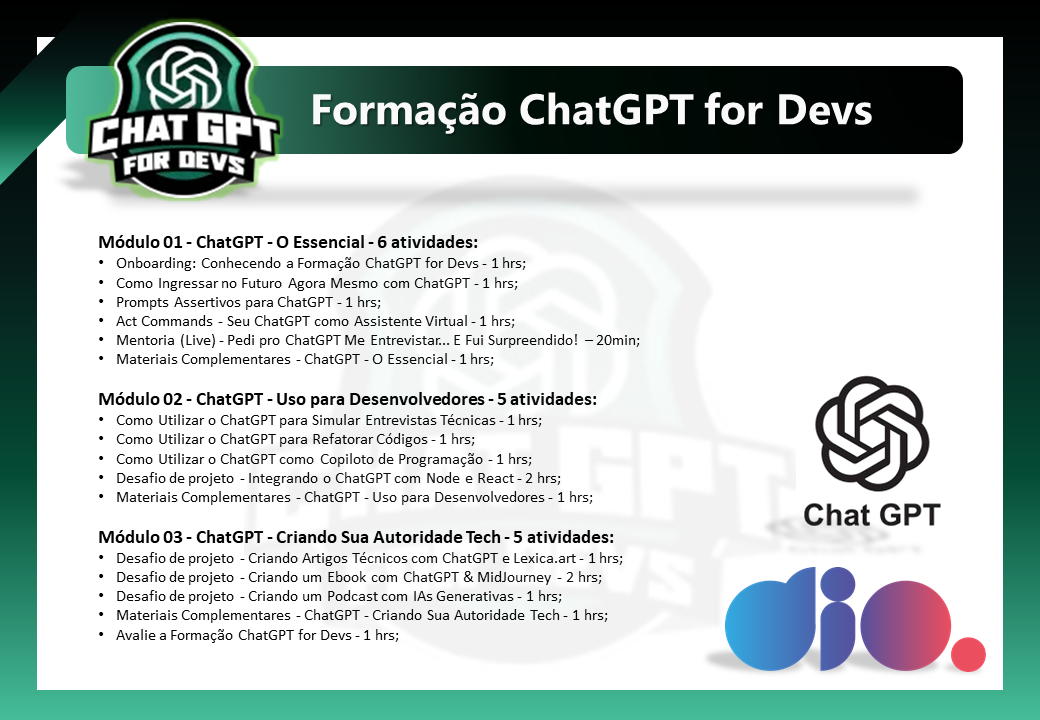 CHAT GPT
FOR DEVS
Formação ChatGPT for Devs
Módulo 01 - ChatGPT - O Essencial - 6 atividades:
• Onboarding: Conhecendo a Formação ChatGPT for Devs - 1 hrs;
• Como Ingressar no Futuro Agora Mesmo com ChatGPT - 1 hrs;
• Prompts Assertivos para ChatGPT - 1 hrs;
• Act Commands - Seu ChatGPT como Assistente Virtual - 1 hrs;
• Mentoria (Live) - Pedi pro ChatGPT Me Entrevistar... E Fui Surpreendido! – 20min;
• Materiais Complementares - ChatGPT - O Essencial - 1 hrs;
Módulo 02 - ChatGPT - Uso para Desenvolvedores - 5 atividades:
• Como Utilizar o ChatGPT para Simular Entrevistas Técnicas - 1 hrs;
• Como Utilizar o ChatGPT para Refatorar Códigos - 1 hrs;
• Como Utilizar o ChatGPT como Copiloto de Programação - 1 hrs;
• Desafio de projeto - Integrando o ChatGPT com Node e React - 2 hrs;
• Materiais Complementares - ChatGPT - Uso para Desenvolvedores - 1 hrs;
Módulo 03 - ChatGPT - Criando Sua Autoridade Tech - 5 atividades:
• Desafio de projeto - Criando Artigos Técnicos com ChatGPT e Lexica.art - 1 hrs;
• Desafio de projeto - Criando um Ebook com ChatGPT & MidJourney - 2 hrs;
• Desafio de projeto - Criando um Podcast com IAs Generativas - 1 hrs;
• Materiais Complementares - ChatGPT - Criando Sua Autoridade Tech - 1 hrs;
• Avalie a Formação ChatGPT for Devs - 1 hrs;
Chat GPT
dio.
CHAT GPT
FOR DEVS